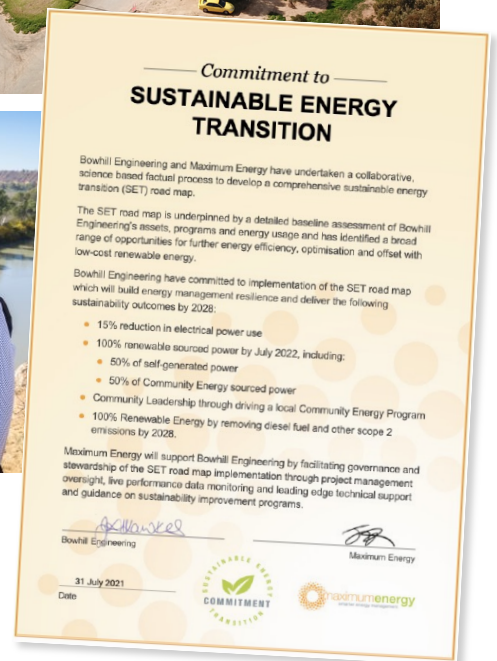 Commitment to
SUSTAINABLE ENERGY
TRANSITION
Bowhill Engineering and Maximum Energy have undertaken a collaborative,
science based factual process to develop a comprehensive sustainable energy
transition (SET) road map.
The SET road map is underpinned by a detailed baseline assessment of Bowhill
Engineering's assets, programs and energy usage and has identified a broad
range of opportunities for further energy efficiency, optimisation and offset with
low-cost renewable energy.
Bowhill Engineering have committed to implementation of the SET road map
which will build energy management resilience and deliver the following
sustainability outcomes by 2028:
• 15% reduction in electrical power use
• 100% renewable sourced power by July 2022, including:
• 50% of self-generated power
• 50% of Community Energy sourced power
• Community Leadership through driving a local Community Energy Program
• 100% Renewable Energy by removing diesel fuel and other scope 2
emissions by 2028.
Maximum Energy will support Bowhill Engineering by facilitating governance and
stewardship of the SET road map implementation through project management
oversight, live performance data monitoring and leading edge technical support
and guidance on sustainability improvement programs.
Bowhill Engineering
Maximum Energy
31 July 2021
Date
SUSTAINABLE ENERGY
COMMITMENT
TRANSITION
maximumenergy